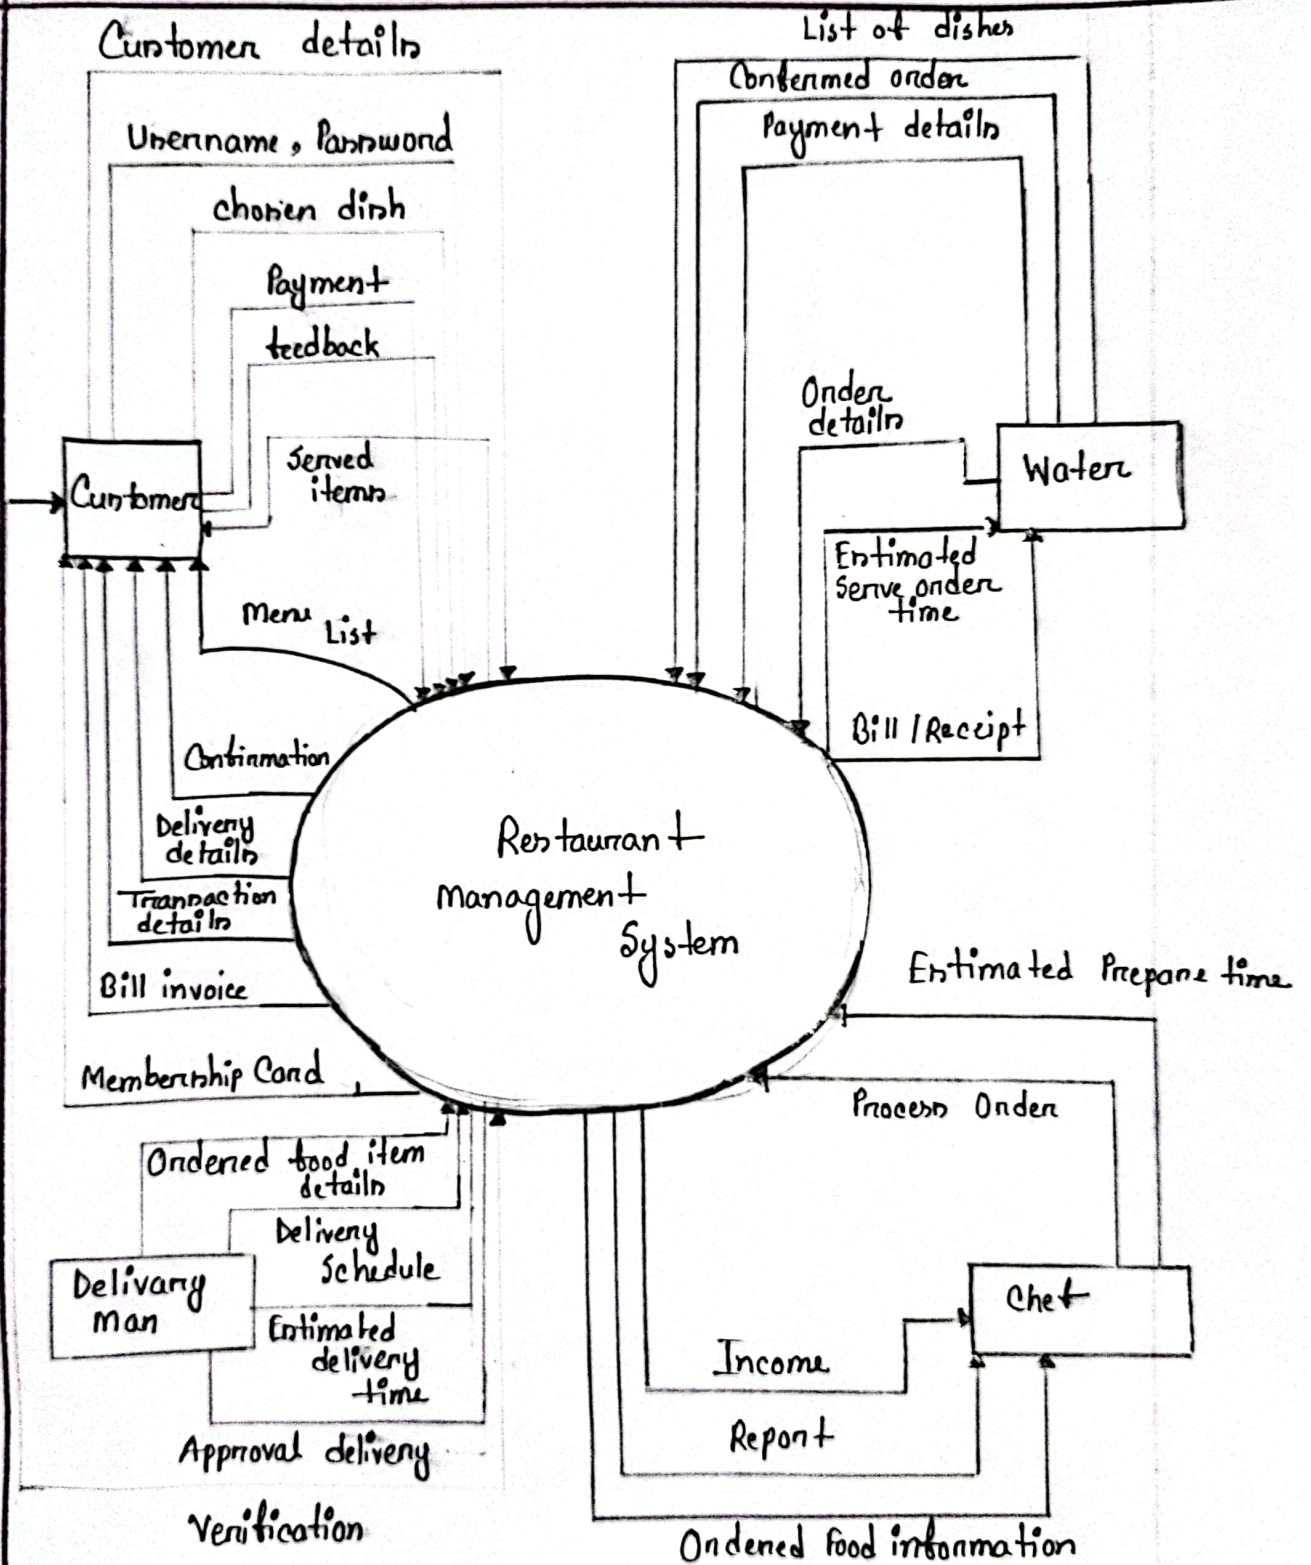 Customer details
Username, Password
chosen dish
Payment
feedback
Served
items
Customer
Menu List
Confirmation
Delivery
details
Transaction
details
Bill invoice
Membership Card
List of dishes
Confermed order
Payment details
Order
details
Water
Estimated
Serve order
time
Bill / Receipt
Restaurant
Management
System
Estimated Prepare time
Process Order
Chef
Income
Report
Ordered food information
Ordered food item
details
Delivery
Schedule
Delivary
man
Estimated
delivery
time
Approval delivery
Verification